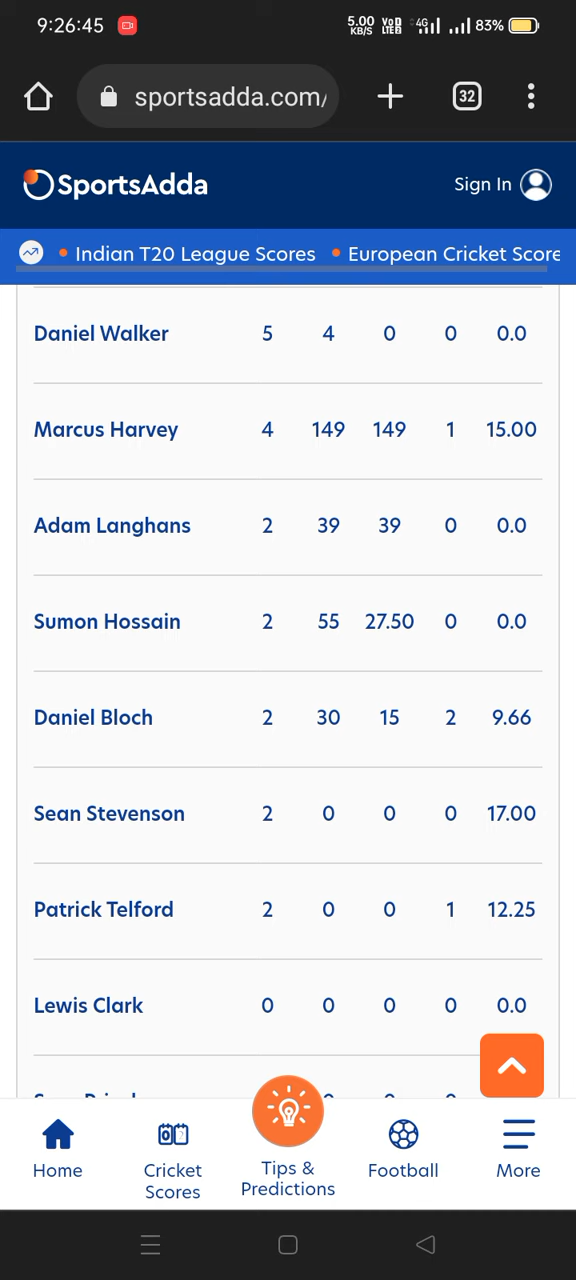 9:26:45 5.00 KB/S VoD LTE2 4G 83%
sportsadda.com/ 32
SportsAdda Sign In
Indian T20 League Scores European Cricket Score
Daniel Walker 5 4 0 0 0.0
Marcus Harvey 4 149 149 1 15.00
Adam Langhans 2 39 39 0 0.0
Sumon Hossain 2 55 27.50 0 0.0
Daniel Bloch 2 30 15 2 9.66
Sean Stevenson 2 0 0 0 17.00
Patrick Telford 2 0 0 1 12.25
Lewis Clark 0 0 0 0 0.0
Home Cricket Scores Tips & Predictions Football More